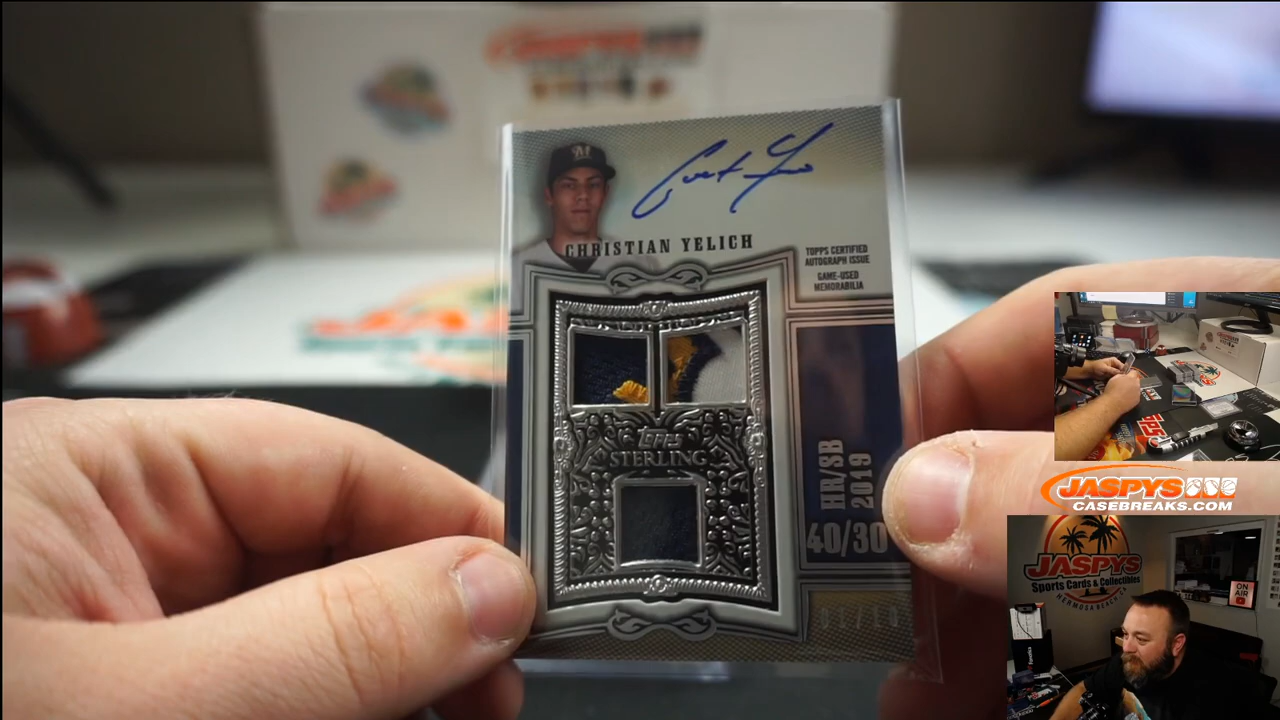 CHRISTIAN YELICH
TOPPS CERTIFIED
AUTOGRAPH ISSUE
GAME-USED
MEMORABILIA
TOPPS
STERLING
HR/SB
2019
40/30
JASPYS
CASEBREAKS.COM
JASPYS
Sports Cards & Collectibles
HERMOSA BEACH, CA
ON
AIR